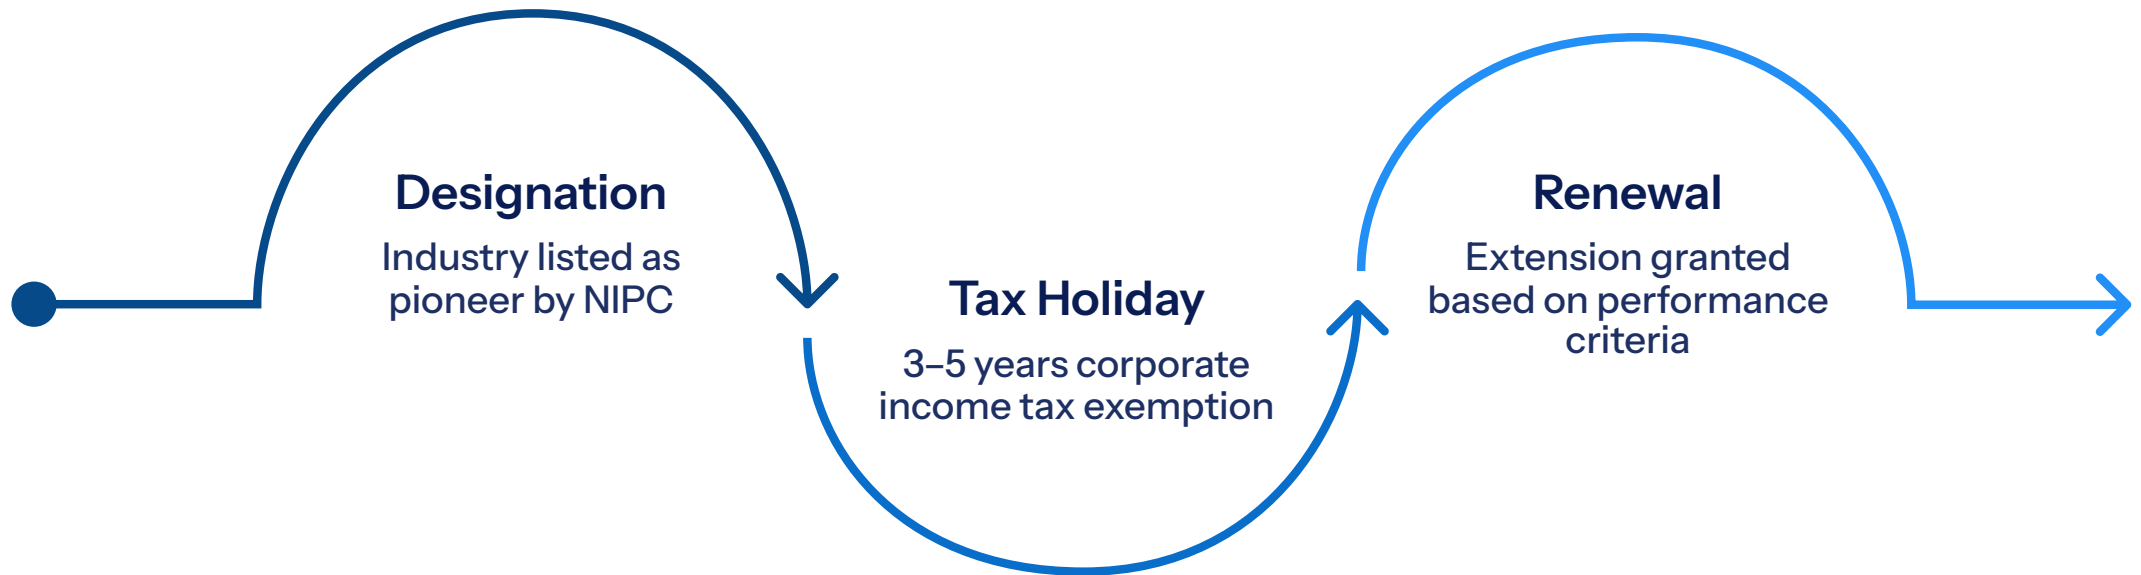 Designation
Industry listed as
pioneer by NIPC
Tax Holiday
3–5 years corporate
income tax exemption
Renewal
Extension granted
based on performance
criteria